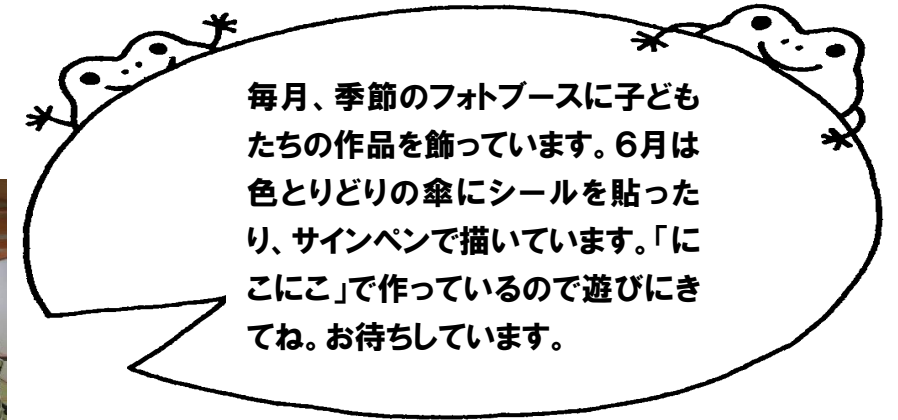 毎月、季節のフォトブースに子ども
たちの作品を飾っています。6月は
色とりどりの傘にシールを貼った
り、サインペンで描いています。「に
こにこ」で作っているので遊びにき
てね。お待ちしています。